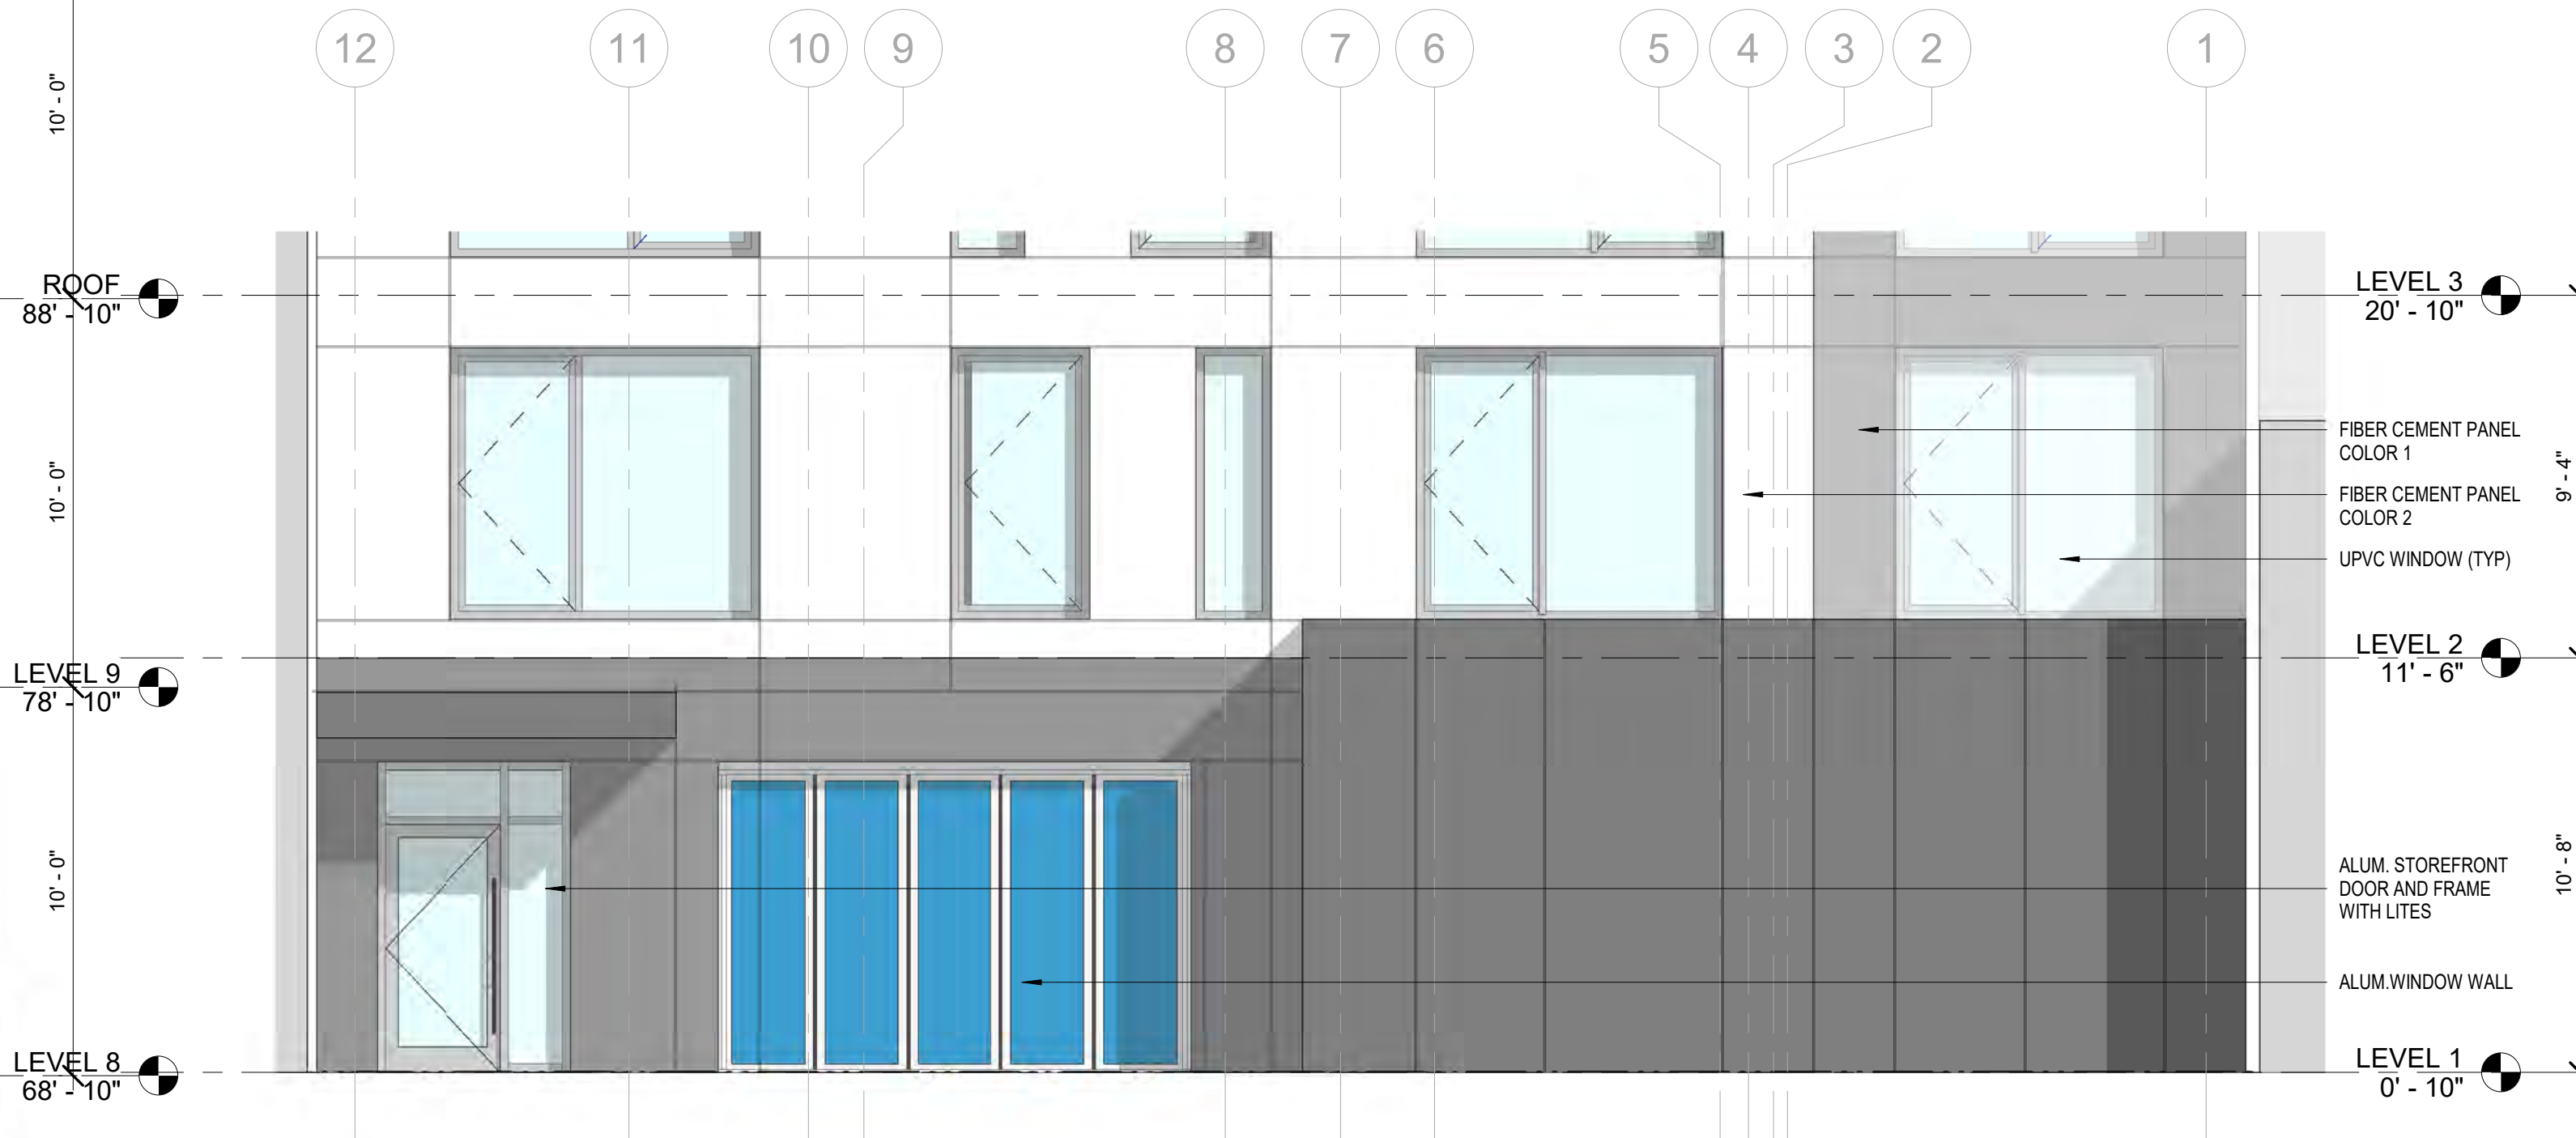 12 11 10 9 8 7 6 5 4 3 2 1
10' - 0"
ROOF
88' - 10"
LEVEL 3
20' - 10"
FIBER CEMENT PANEL
COLOR 1
10' - 0"
9' - 4"
FIBER CEMENT PANEL
COLOR 2
UPVC WINDOW (TYP)
LEVEL 9
78' - 10"
LEVEL 2
11' - 6"
10' - 0"
10' - 8"
ALUM. STOREFRONT
DOOR AND FRAME
WITH LITES
ALUM.WINDOW WALL
LEVEL 8
68' - 10"
LEVEL 1
0' - 10"